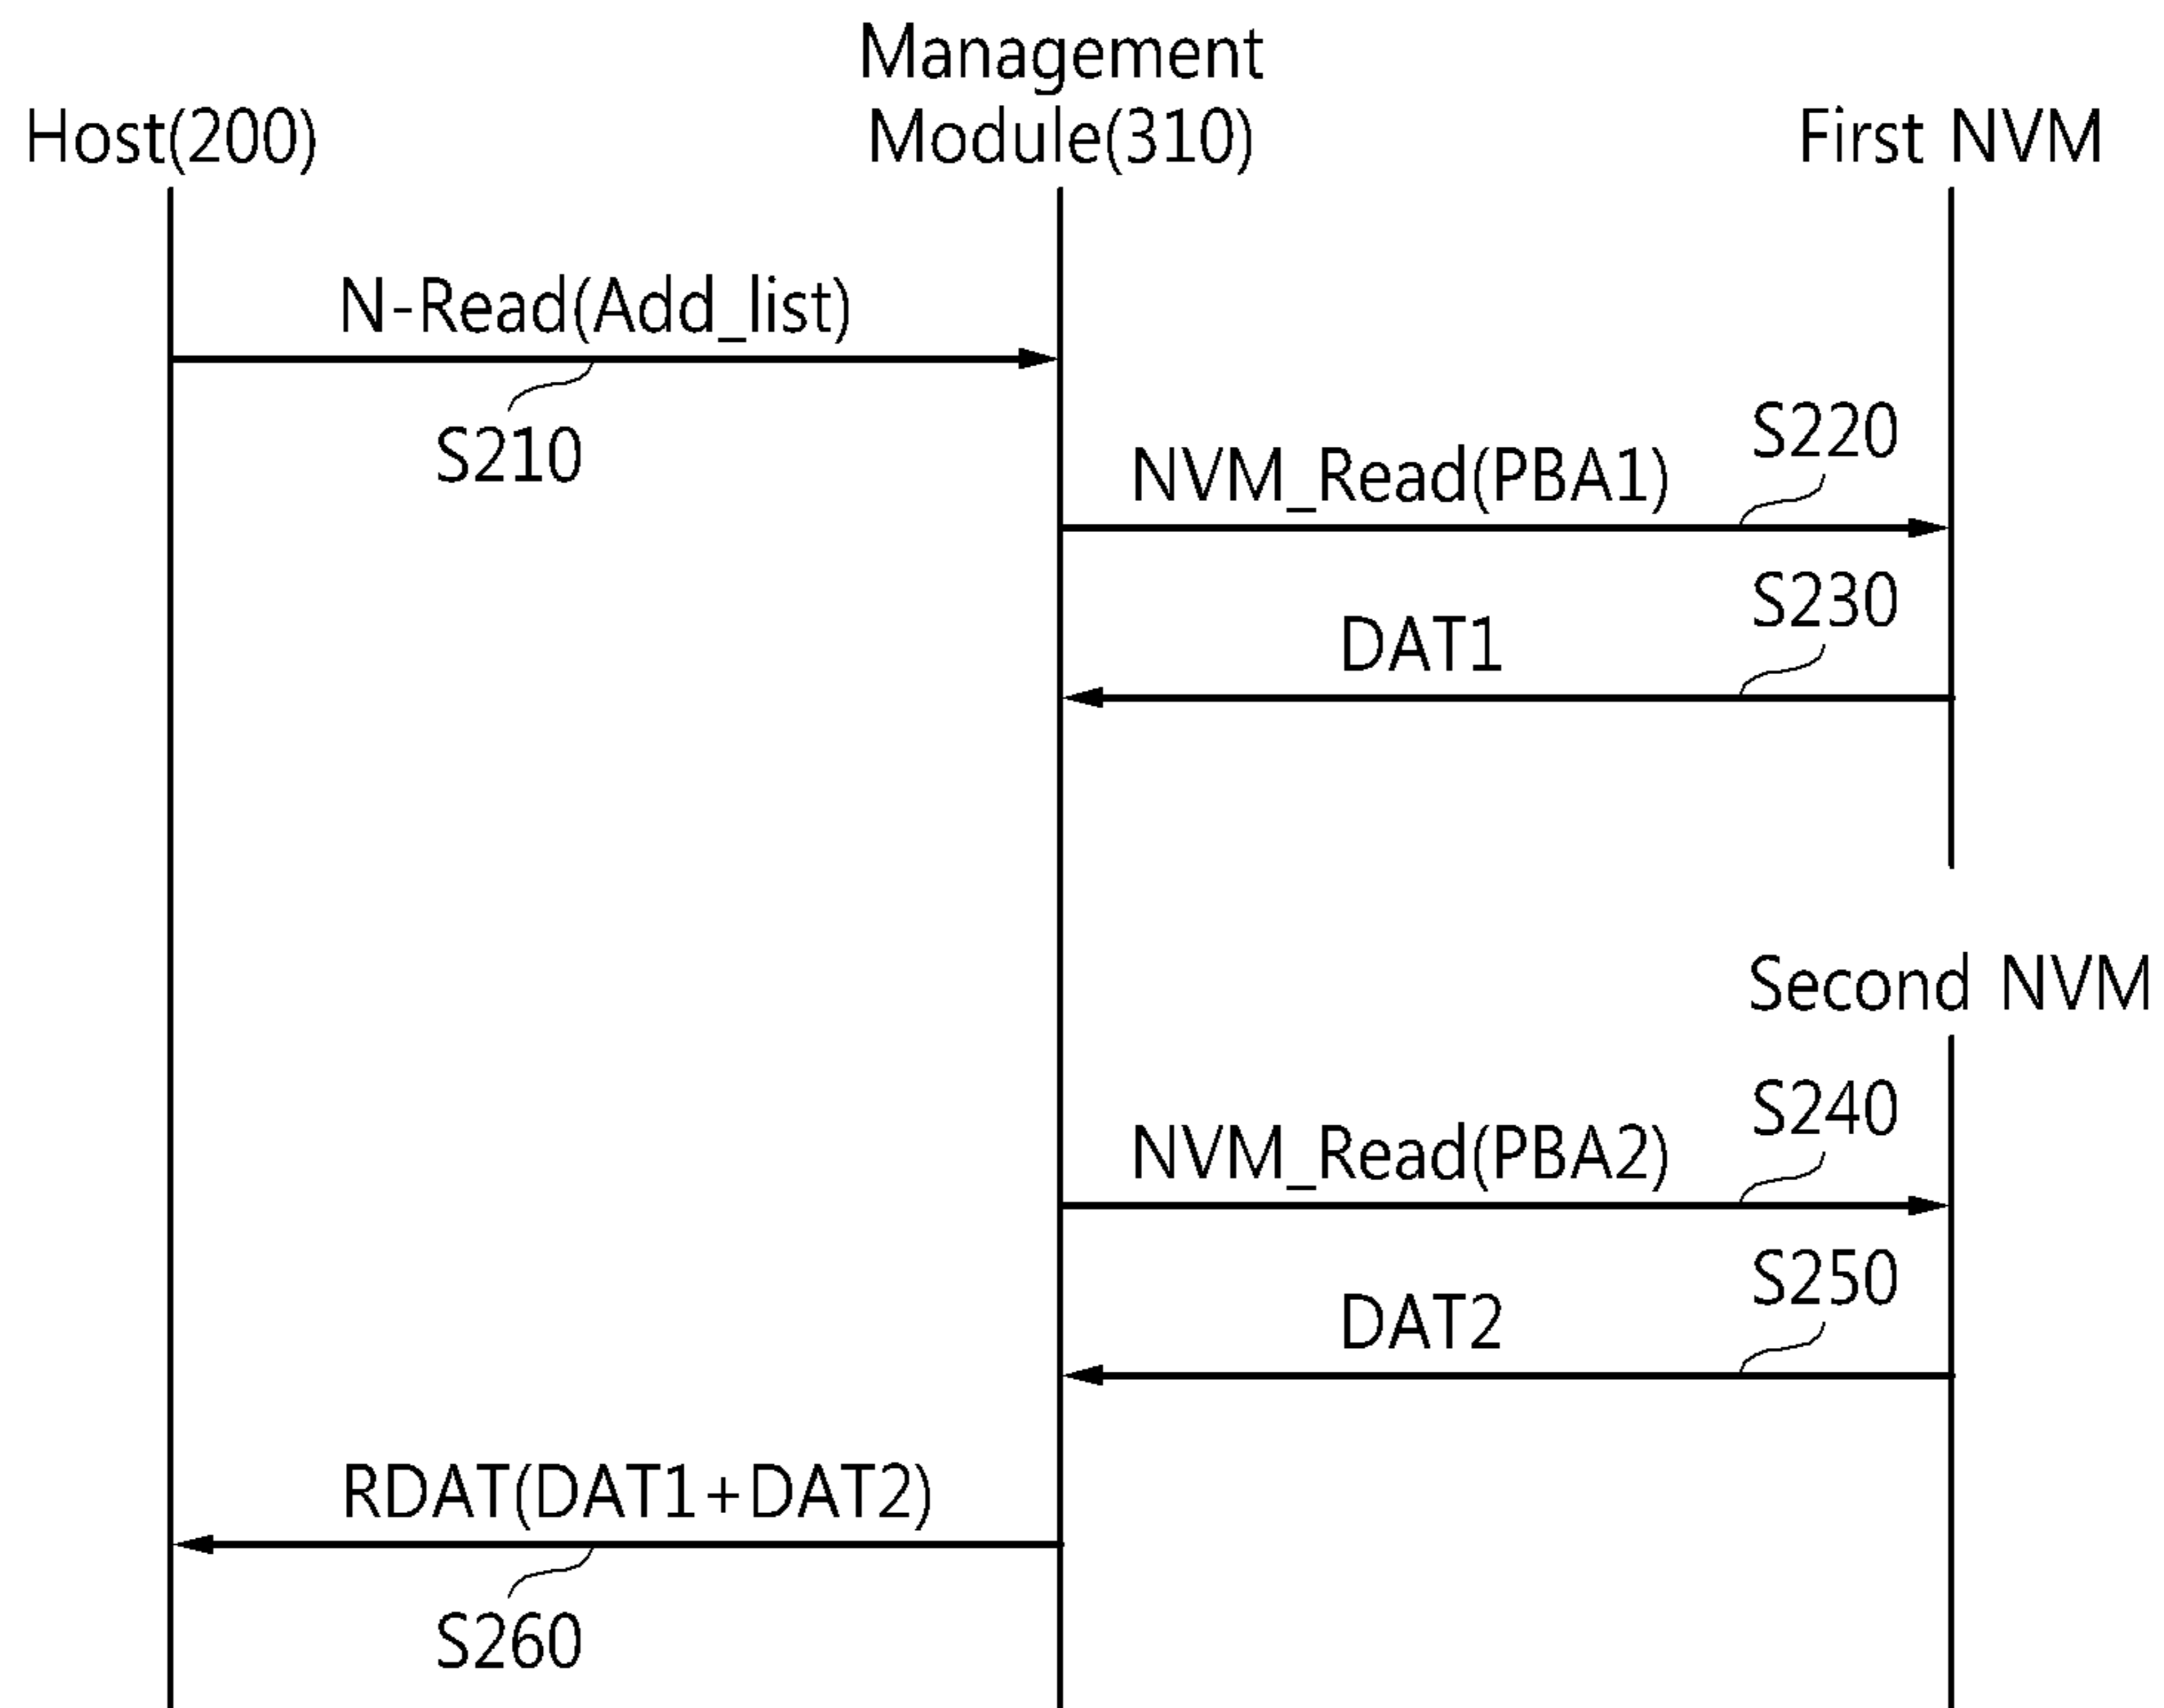 Management
Host(200)
Module(310)
First NVM
N-Read(Add_list)
S210
S220
NVM_Read(PBA1)
S230
DAT1
Second NVM
S240
NVM_Read(PBA2)
S250
DAT2
RDAT(DAT1+DAT2)
S260